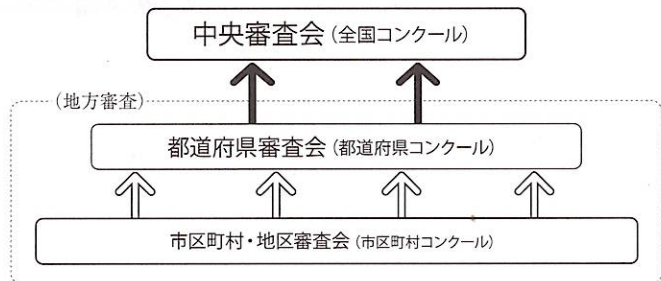 中央審査会(全国コンクール)
(地方審査)
都道府県審査会(都道府県コンクール)
市区町村・地区審査会(市区町村コンクール)